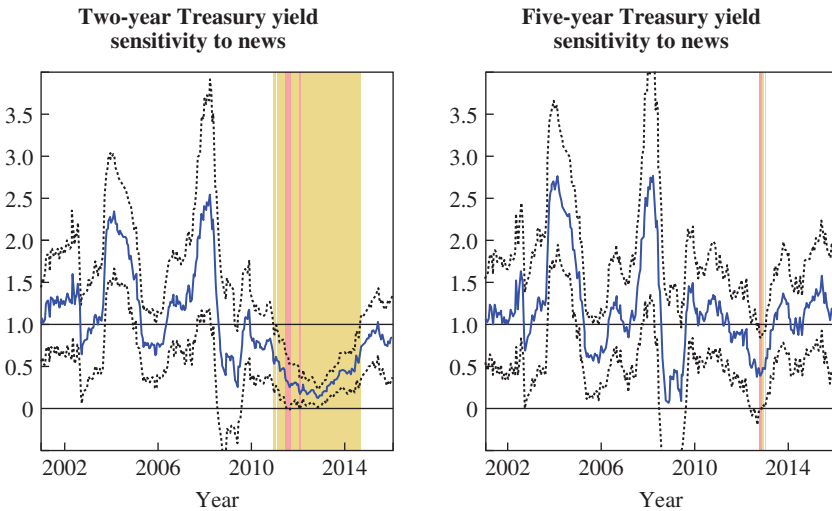 Two-year Treasury yield
sensitivity to news
3.5
3.0
2.5
2.0
1.5
1.0
0.5
0
2002 2006 2010 2014
Year
Five-year Treasury yield
sensitivity to news
3.5
3.0
2.5
2.0
1.5
1.0
0.5
0
2002 2006 2010 2014
Year